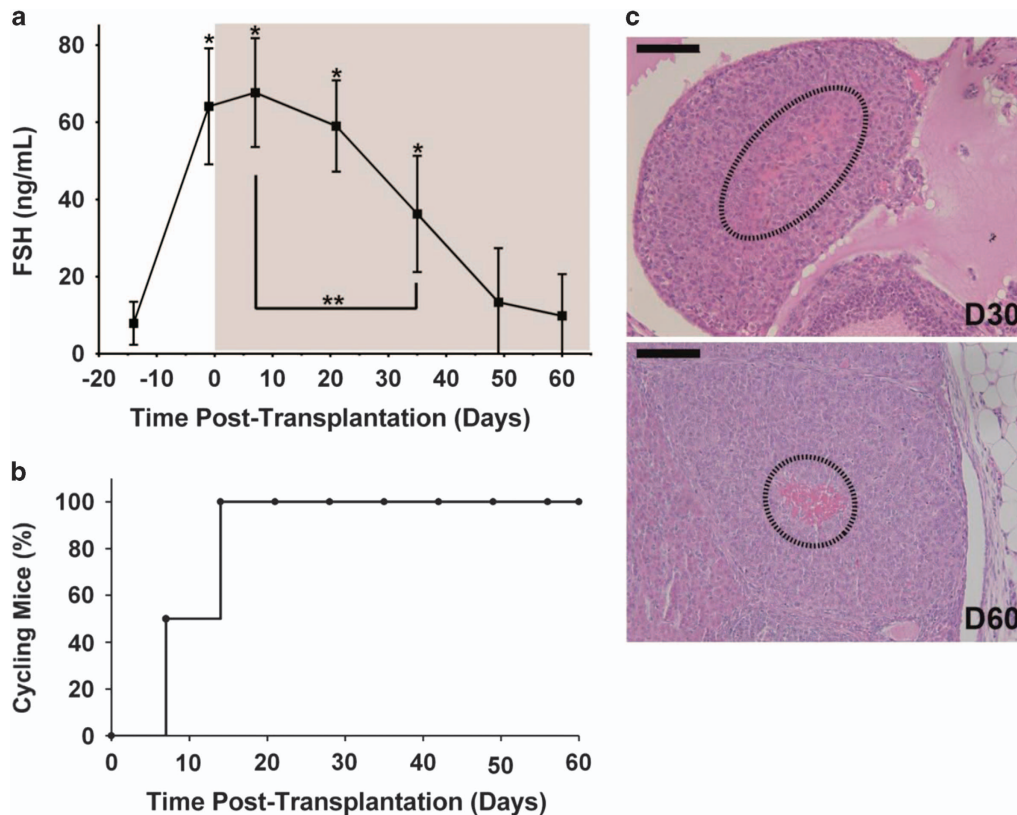 a
80
60
40
20
0
FSH (ng/mL)
*
*
*
*
**
-20 -10 0 10 20 30 40 50 60
Time Post-Transplantation (Days)
b
100
80
60
40
20
0
Cycling Mice (%)
0 10 20 30 40 50 60
Time Post-Transplantation (Days)
c
D30
D60